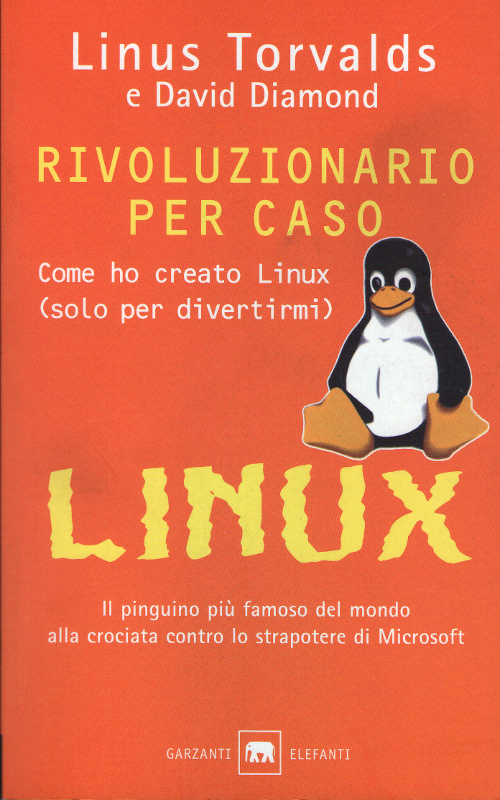 Linus Torvalds
e David Diamond
RIVOLUZIONARIO
PER CASO
Come ho creato Linux
(solo per divertirmi)
LINUX
Il pinguino più famoso del mondo
alla crociata contro lo strapotere di Microsoft
GARZANTI ELEFANTI